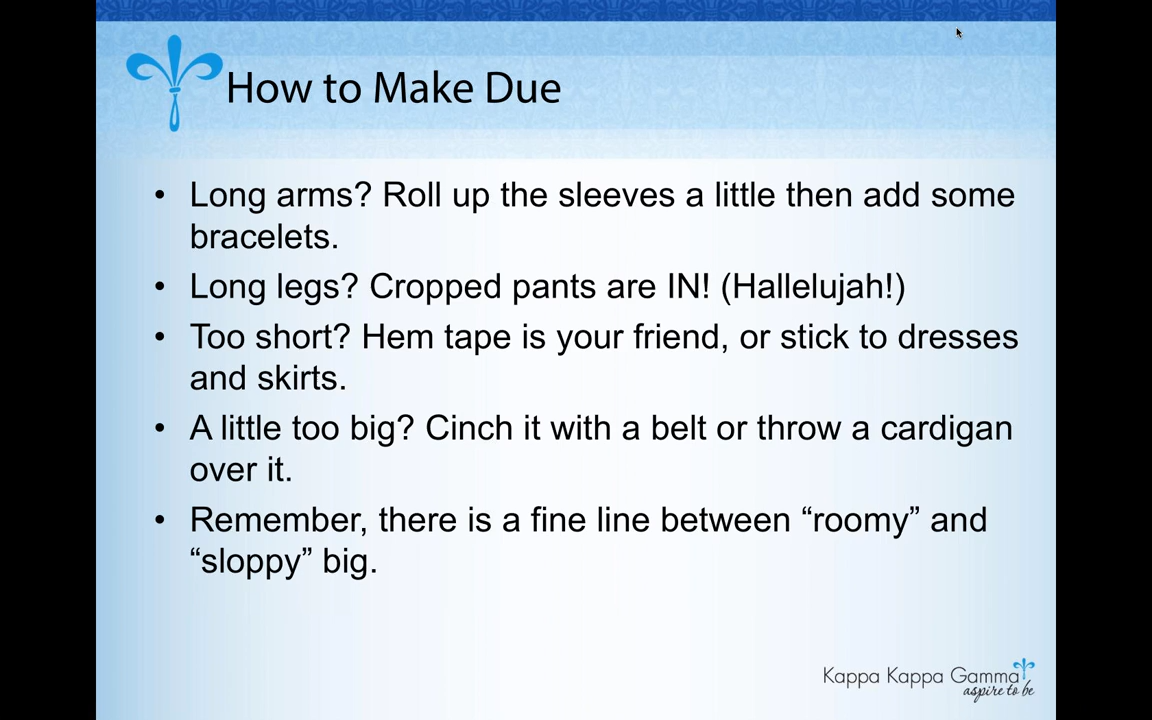 How to Make Due
• Long arms? Roll up the sleeves a little then add some
bracelets.
• Long legs? Cropped pants are IN! (Hallelujah!)
• Too short? Hem tape is your friend, or stick to dresses
and skirts.
• A little too big? Cinch it with a belt or throw a cardigan
over it.
• Remember, there is a fine line between “roomy” and
“sloppy” big.
Kappa Kappa Gamma
aspire to be